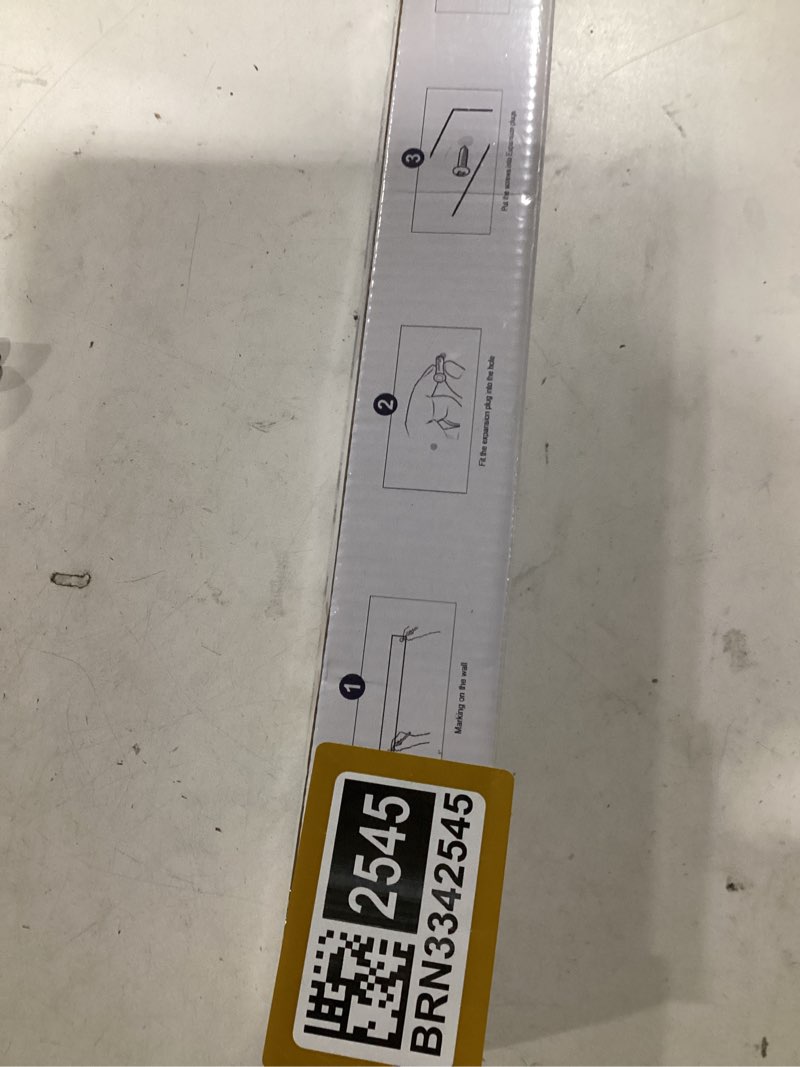 1
Marking on the wall
2
Fit the expansion plug into the hole
3
Put the screws into Expansion plugs
2545
BRN3342545